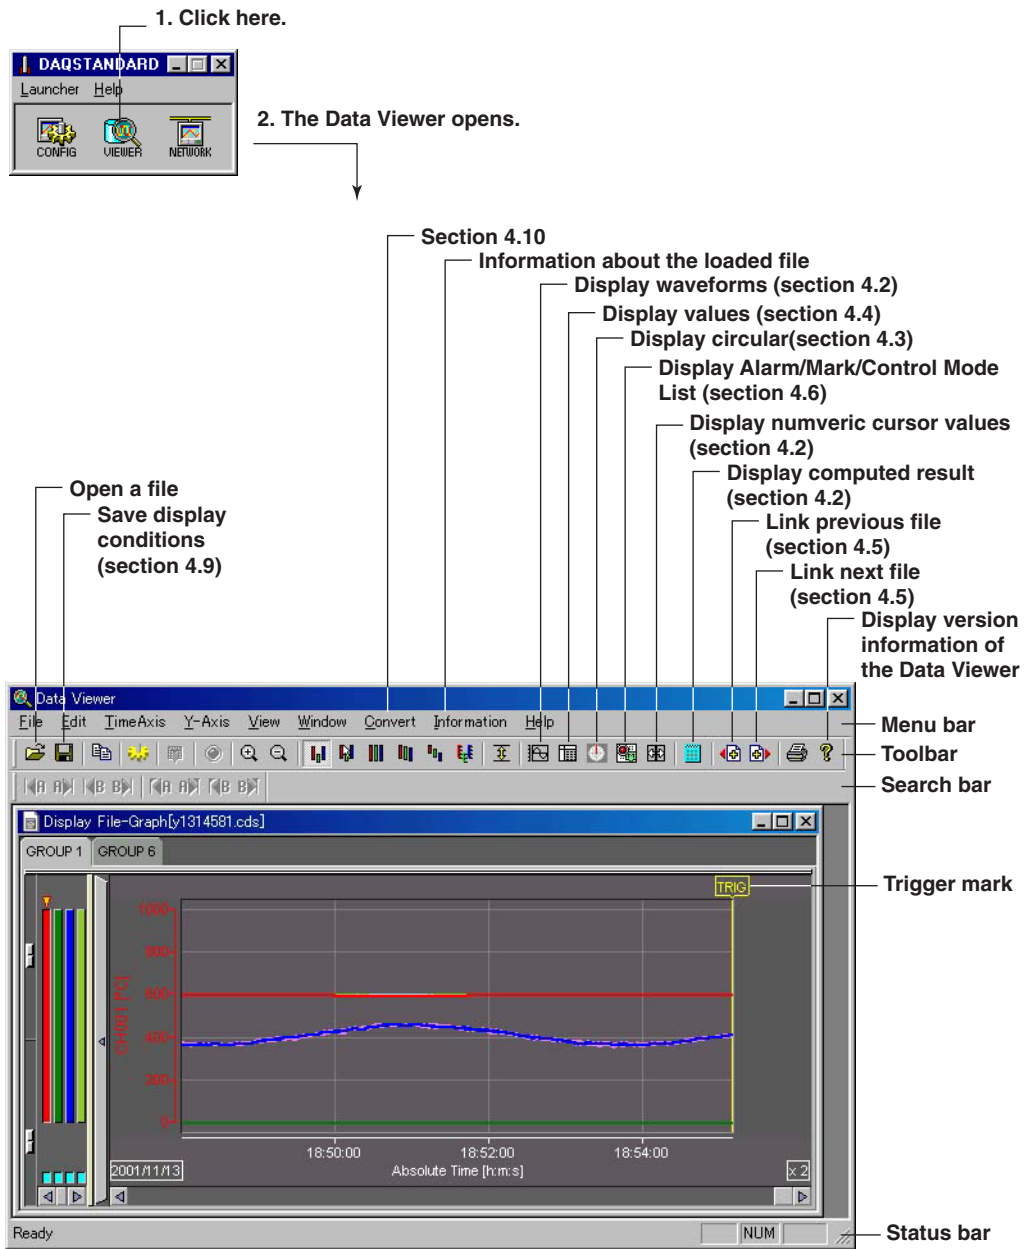 1. Click here.
DAQSTANDARD
Launcher Help
CONFIG VIEWER NETWORK
2. The Data Viewer opens.
Section 4.10
Information about the loaded file
Display waveforms (section 4.2)
Display values (section 4.4)
Display circular(section 4.3)
Display Alarm/Mark/Control Mode
List (section 4.6)
Display numveric cursor values
(section 4.2)
Display computed result
(section 4.2)
Open a file
Save display
conditions
(section 4.9)
Link previous file
(section 4.5)
Link next file
(section 4.5)
Display version
information of
the Data Viewer
Data Viewer
File Edit TimeAxis Y-Axis View Window Convert Information Help
Menu bar
Toolbar
A A B B A A B B
Search bar
Display File-Graph[y1314581.cds]
GROUP 1 GROUP 6
TRIG
Trigger mark
1000
800
600
400
200
0
CH001 [°C]
18:50:00 18:52:00 18:54:00
2001/11/13 Absolute Time [h:m:s] x 2
Ready NUM
Status bar